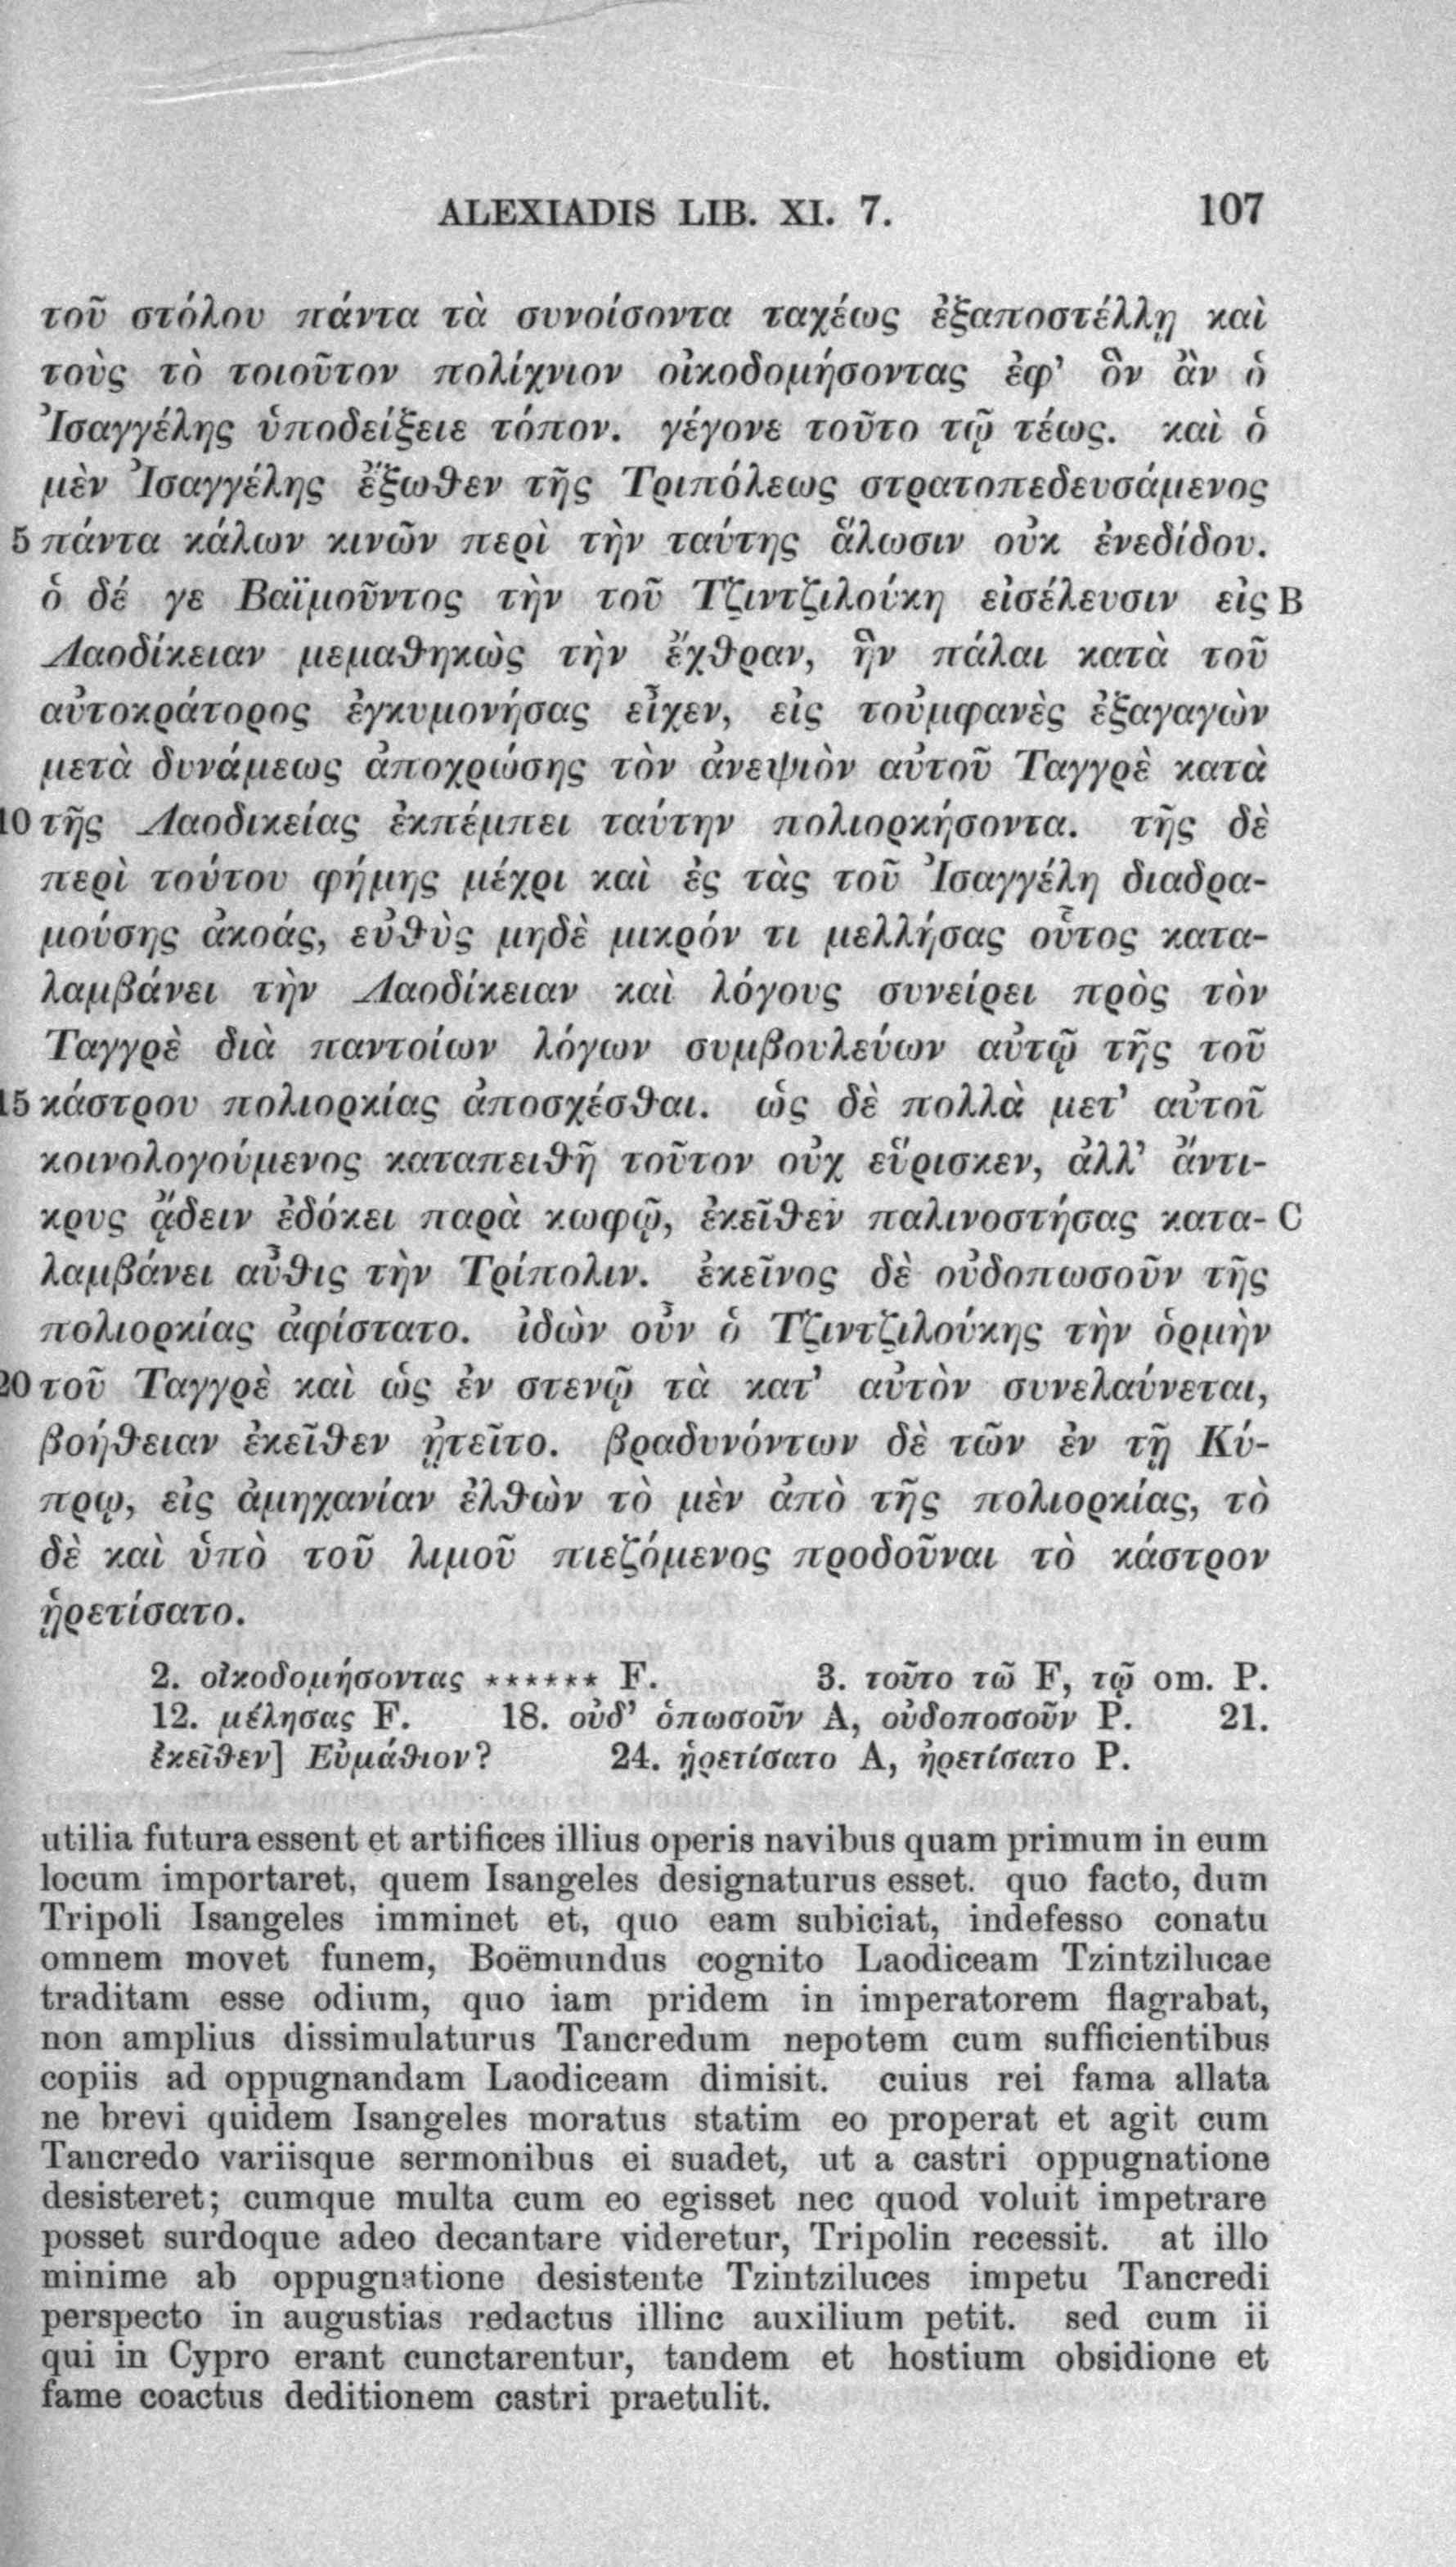 ALEXIADIS LIB. XI. 7. 107
τοῦ στόλου πάντα τὰ συνοίσοντα ταχέως ἐξαποστέλλῃ καὶ
τοὺς τὸ τοιοῦτον πολίχνιον οἰκοδομήσοντας ἐφ' ὃν ἂν ὁ
Ἰσαγγέλης ὑποδείξειε τόπον. γέγονε τοῦτο τῷ τέως. καὶ ὁ
μὲν Ἰσαγγέλης ἔξωθεν τῆς Τριπόλεως στρατοπεδευσάμενος
5 πάντα κάλων κινῶν περὶ τὴν ταύτης ἅλωσιν οὐκ ἐνεδίδου.
ὁ δέ γε Βαϊμοῦντος τὴν τοῦ Τζιντζιλούκη εἰσέλευσιν εἰς B
Λαοδίκειαν μεμαθηκὼς τὴν ἔχθραν, ἣν πάλαι κατὰ τοῦ
αὐτοκράτορος ἐγκυμονήσας εἶχεν, εἰς τοὐμφανὲς ἐξαγαγὼν
μετὰ δυνάμεως ἀποχρώσης τὸν ἀνεψιὸν αὐτοῦ Ταγγρὲ κατὰ
10 τῆς Λαοδικείας ἐκπέμπει ταύτην πολιορκήσοντα. τῆς δὲ
περὶ τούτου φήμης μέχρι καὶ ἐς τὰς τοῦ Ἰσαγγέλη διαδρα-
μούσης ἀκοάς, εὐθὺς μηδὲ μικρόν τι μελλήσας οὗτος κατα-
λαμβάνει τὴν Λαοδίκειαν καὶ λόγους συνείρει πρὸς τὸν
Ταγγρὲ διὰ παντοίων λόγων συμβουλεύων αὐτῷ τῆς τοῦ
15 κάστρου πολιορκίας ἀποσχέσθαι. ὡς δὲ πολλὰ μετ' αὐτοῦ
κοινολογούμενος καταπειθῆ τοῦτον οὐχ εὕρισκεν, ἀλλ' ἄντι-
κρυς ᾄδειν ἐδόκει παρὰ κωφῷ, ἐκεῖθεν παλινοστήσας κατα- C
λαμβάνει αὖθις τὴν Τρίπολιν. ἐκεῖνος δὲ οὐδοπωσοῦν τῆς
πολιορκίας ἀφίστατο. ἰδὼν οὖν ὁ Τζιντζιλούκης τὴν ὁρμὴν
20 τοῦ Ταγγρὲ καὶ ὡς ἐν στενῷ τὰ κατ' αὐτὸν συνελαύνεται,
βοήθειαν ἐκεῖθεν ᾐτεῖτο. βραδυνόντων δὲ τῶν ἐν τῇ Κύ-
πρῳ, εἰς ἀμηχανίαν ἐλθὼν τὸ μὲν ἀπὸ τῆς πολιορκίας, τὸ
δὲ καὶ ὑπὸ τοῦ λιμοῦ πιεζόμενος προδοῦναι τὸ κάστρον
ᾑρετίσατο.
2. οἰκοδομήσοντας ****** F. 3. τοῦτο τῶ F, τῷ om. P.
12. μέλησας F. 18. οὐδ' ὁπωσοῦν A, οὐδοποσοῦν P. 21.
ἐκεῖθεν] Εὐμάθιον? 24. ᾑρετίσατο A, ἡρετίσατο P.
utilia futura essent et artifices illius operis navibus quam primum in eum
locum importaret, quem Isangeles designaturus esset. quo facto, dum
Tripoli Isangeles imminet et, quo eam subiciat, indefesso conatu
omnem movet funem, Boëmundus cognito Laodiceam Tzintzilucae
traditam esse odium, quo iam pridem in imperatorem flagrabat,
non amplius dissimulaturus Tancredum nepotem cum sufficientibus
copiis ad oppugnandam Laodiceam dimisit. cuius rei fama allata
ne brevi quidem Isangeles moratus statim eo properat et agit cum
Tancredo variisque sermonibus ei suadet, ut a castri oppugnatione
desisteret; cumque multa cum eo egisset nec quod voluit impetrare
posset surdoque adeo decantare videretur, Tripolin recessit. at illo
minime ab oppugnatione desistente Tzintziluces impetu Tancredi
perspecto in augustias redactus illinc auxilium petit. sed cum ii
qui in Cypro erant cunctarentur, tandem et hostium obsidione et
fame coactus deditionem castri praetulit.